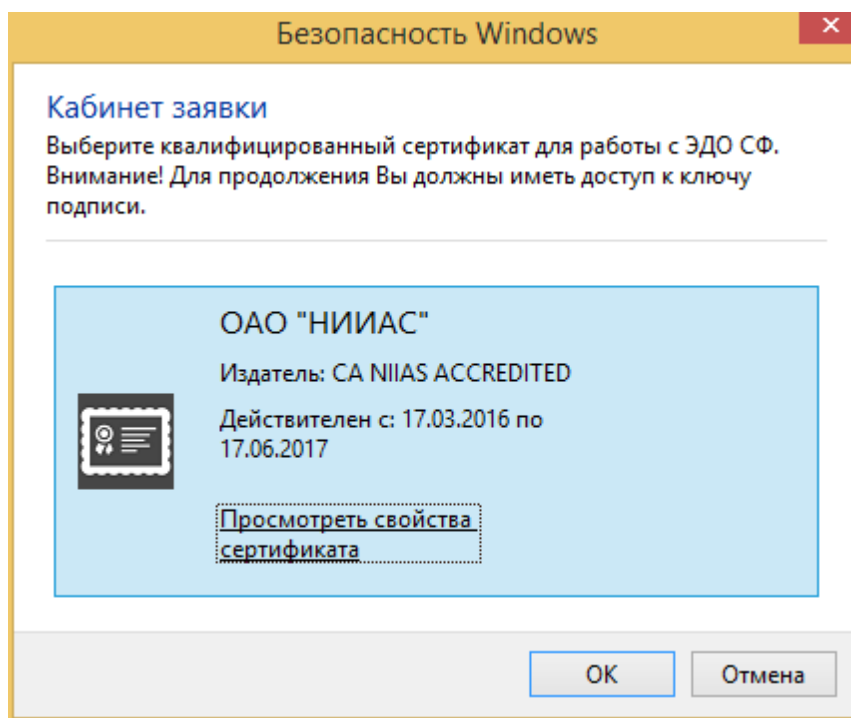 Безопасность Windows
Кабинет заявки
Выберите квалифицированный сертификат для работы с ЭДО СФ.
Внимание! Для продолжения Вы должны иметь доступ к ключу
подписи.
ОАО "НИИАС"
Издатель: CA NIIAS ACCREDITED
Действителен с: 17.03.2016 по
17.06.2017
Просмотреть свойства
сертификата
ОК
Отмена